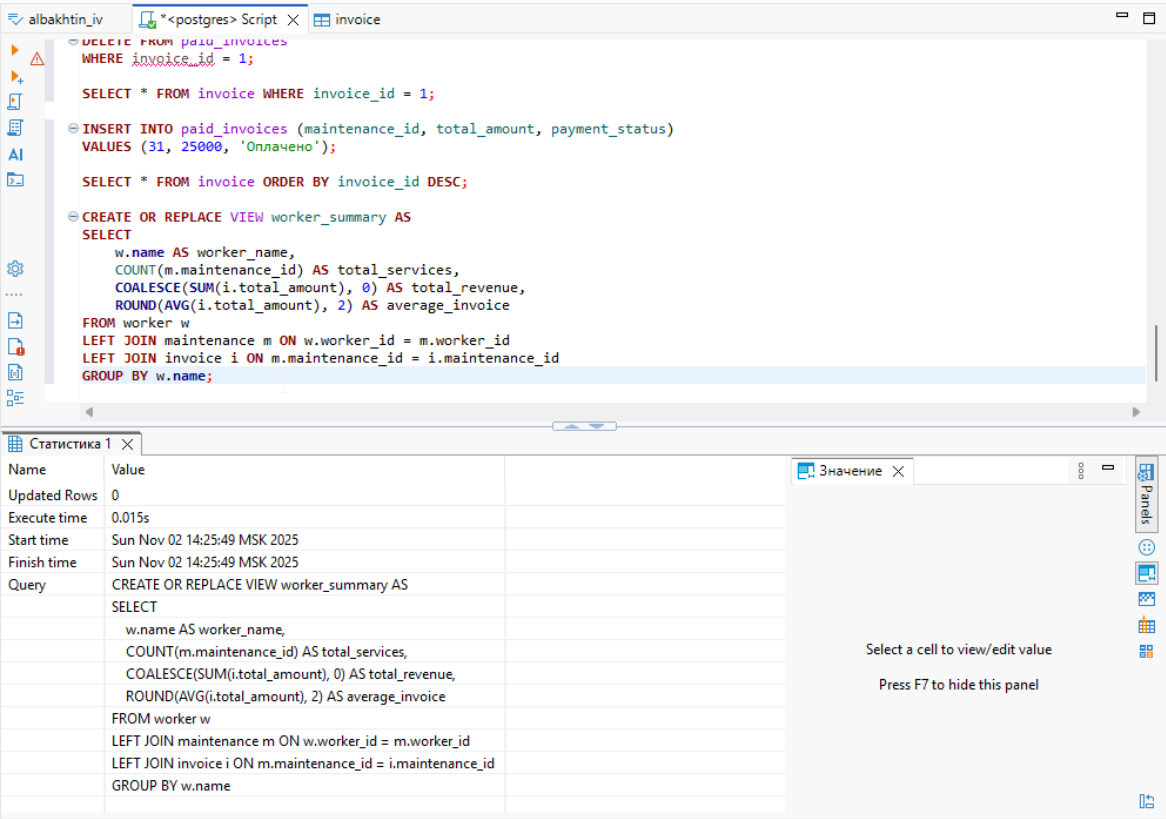 albakhtin_iv
*<postgres> Script
invoice
DELETE FROM paid_invoices
WHERE invoice_id = 1;
SELECT * FROM invoice WHERE invoice_id = 1;
INSERT INTO paid_invoices (maintenance_id, total_amount, payment_status)
VALUES (31, 25000, 'Оплачено');
AI
SELECT * FROM invoice ORDER BY invoice_id DESC;
CREATE OR REPLACE VIEW worker_summary AS
SELECT
w.name AS worker_name,
COUNT(m.maintenance_id) AS total_services,
COALESCE(SUM(i.total_amount), 0) AS total_revenue,
ROUND(AVG(i.total_amount), 2) AS average_invoice
FROM worker w
LEFT JOIN maintenance m ON w.worker_id = m.worker_id
LEFT JOIN invoice i ON m.maintenance_id = i.maintenance_id
GROUP BY w.name;
Статистика 1
Name Value
Updated Rows 0
Execute time 0.015s
Start time Sun Nov 02 14:25:49 MSK 2025
Finish time Sun Nov 02 14:25:49 MSK 2025
Query CREATE OR REPLACE VIEW worker_summary AS
SELECT
w.name AS worker_name,
COUNT(m.maintenance_id) AS total_services,
COALESCE(SUM(i.total_amount), 0) AS total_revenue,
ROUND(AVG(i.total_amount), 2) AS average_invoice
FROM worker w
LEFT JOIN maintenance m ON w.worker_id = m.worker_id
LEFT JOIN invoice i ON m.maintenance_id = i.maintenance_id
GROUP BY w.name
Значение
Select a cell to view/edit value
Press F7 to hide this panel
Panels